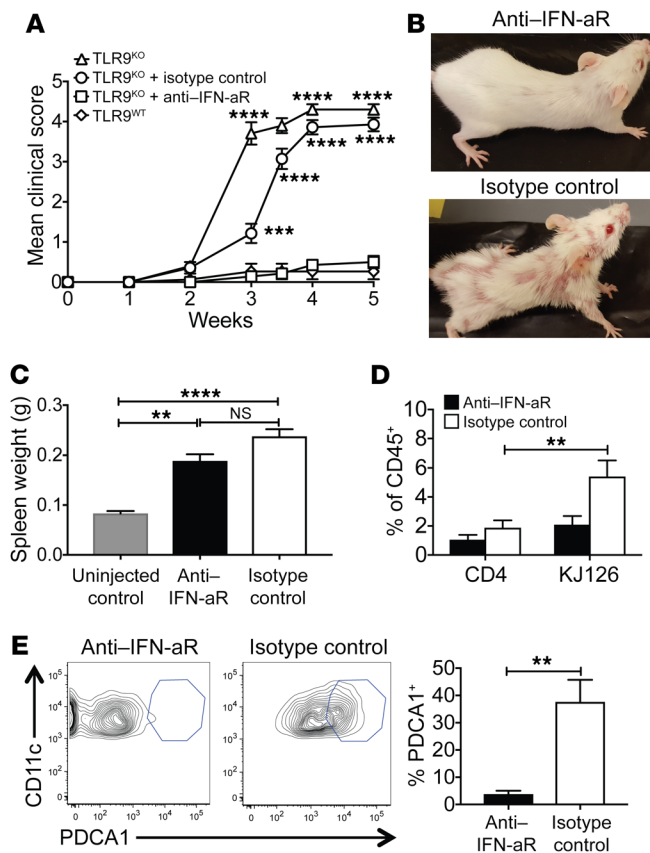 A
TLR9KO
TLR9KO + isotype control
TLR9KO + anti–IFN-aR
TLR9WT
Mean clinical score
5
4
3
2
1
0
****
****
****
****
****
****
***
0 1 2 3 4 5
Weeks
B
Anti–IFN-aR
Isotype control
C
Spleen weight (g)
0.3
0.2
0.1
0.0
****
** NS
Uninjected control
Anti–IFN-aR
Isotype control
D
Anti–IFN-aR
Isotype control
% of CD45+
10
8
6
4
2
0
**
CD4 KJ126
E
Anti–IFN-aR
Isotype control
CD11c
10⁵
10⁴
10³
10²
0
0 10² 10³ 10⁴ 10⁵
10⁵
10⁴
10³
10²
0
0 10² 10³ 10⁴ 10⁵
PDCA1
% PDCA1+
50
40
30
20
10
0
**
Anti–IFN-aR
Isotype control